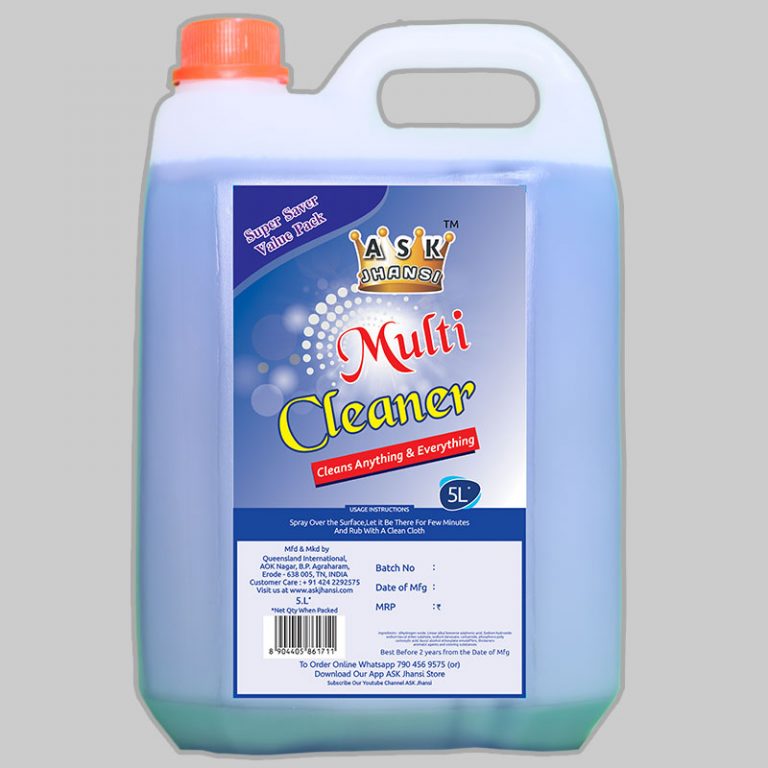 Super Saver
Value Pack
ASK
TM
JHANSI
Multi
Cleaner
Cleans Anything & Everything
5L*
USAGE INSTRUCTIONS
Spray Over the Surface,Let it Be There For Few Minutes
And Rub With A Clean Cloth
Mfd & Mkd by
Queensland International,
AOK Nagar, B.P. Agraharam,
Erode - 638 005, TN, INDIA
Customer Care : + 91 424 2292575
Visit us at www.askjhansi.com
5.L*
*Net Qty When Packed
8 904405 861711
Batch No :
Date of Mfg :
MRP : ₹
Best Before 2 years from the Date of Mfg
To Order Online Whatsapp 790 456 9575 (or)
Download Our App ASK Jhansi Store
Subscribe Our Youtube Channel ASK Jhansi